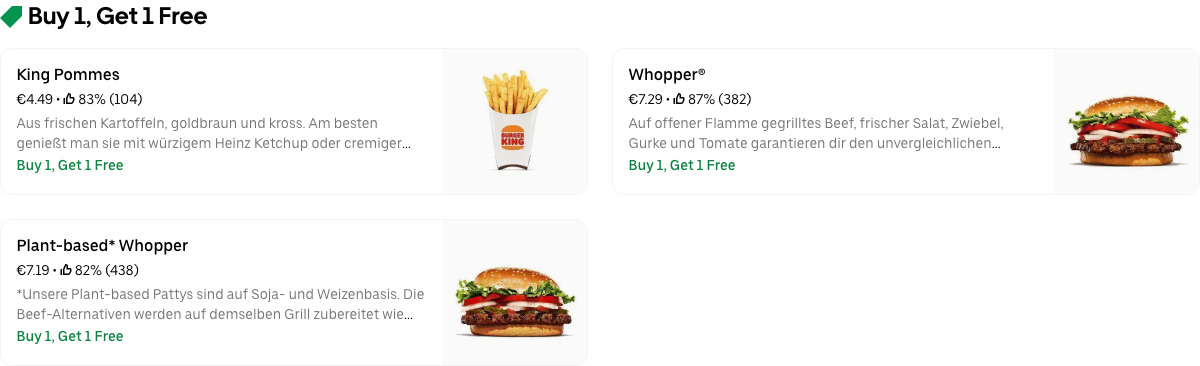 Buy 1, Get 1 Free
King Pommes
€4.49 • 83% (104)
Aus frischen Kartoffeln, goldbraun und kross. Am besten
genießt man sie mit würzigem Heinz Ketchup oder cremiger...
Buy 1, Get 1 Free
BURGER
KING
Whopper®
€7.29 • 87% (382)
Auf offener Flamme gegrilltes Beef, frischer Salat, Zwiebel,
Gurke und Tomate garantieren dir den unvergleichlichen...
Buy 1, Get 1 Free
Plant-based* Whopper
€7.19 • 82% (438)
*Unsere Plant-based Pattys sind auf Soja- und Weizenbasis. Die
Beef-Alternativen werden auf demselben Grill zubereitet wie...
Buy 1, Get 1 Free